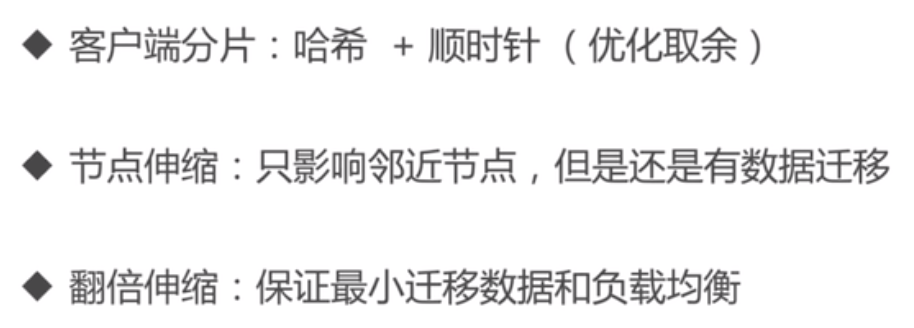 ◆ 客户端分片：哈希 + 顺时针（优化取余）
◆ 节点伸缩：只影响邻近节点，但是还是有数据迁移
◆ 翻倍伸缩：保证最小迁移数据和负载均衡